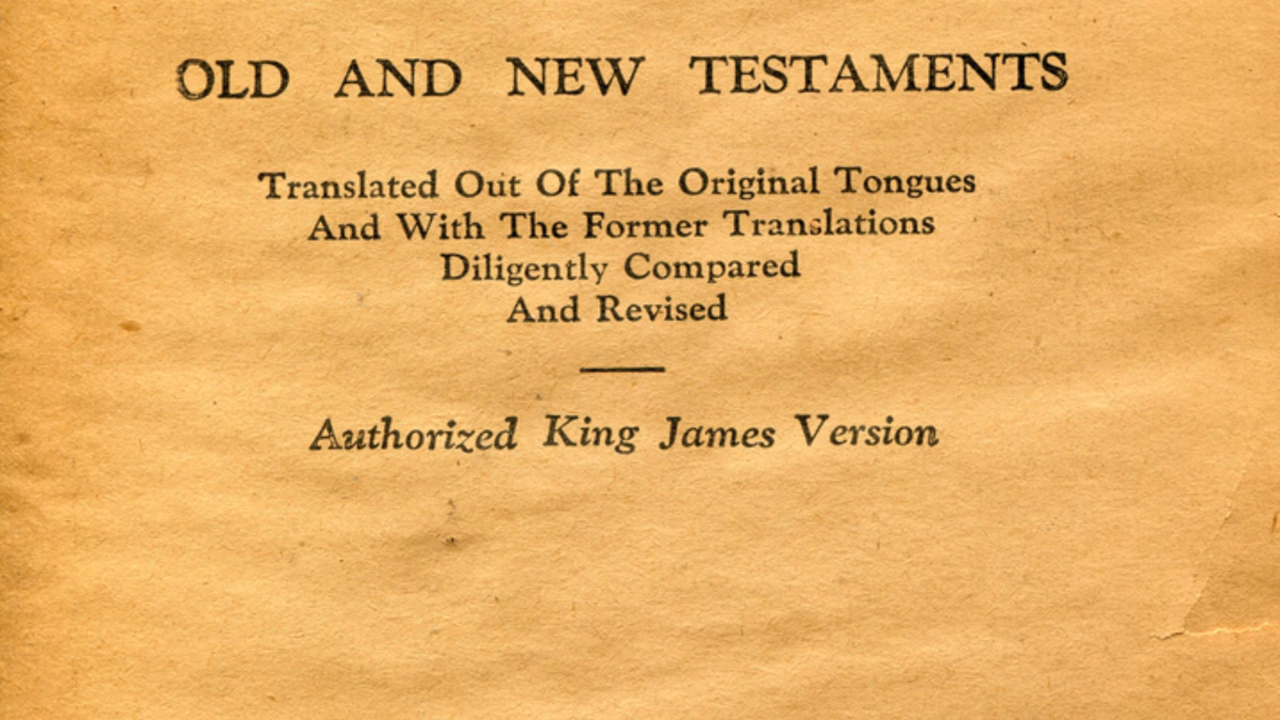 OLD AND NEW TESTAMENTS
Translated Out Of The Original Tongues
And With The Former Translations
Diligently Compared
And Revised
Authorized King James Version